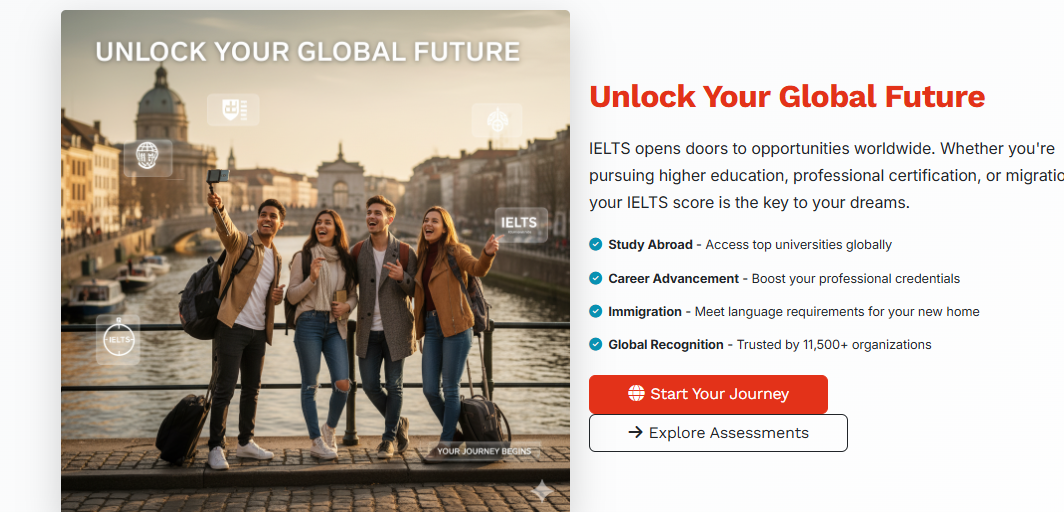 UNLOCK YOUR GLOBAL FUTURE
IELTS
IELTS
YOUR JOURNEY BEGINS
Unlock Your Global Future
IELTS opens doors to opportunities worldwide. Whether you're
pursuing higher education, professional certification, or migratio
your IELTS score is the key to your dreams.
Study Abroad - Access top universities globally
Career Advancement - Boost your professional credentials
Immigration - Meet language requirements for your new home
Global Recognition - Trusted by 11,500+ organizations
Start Your Journey
Explore Assessments